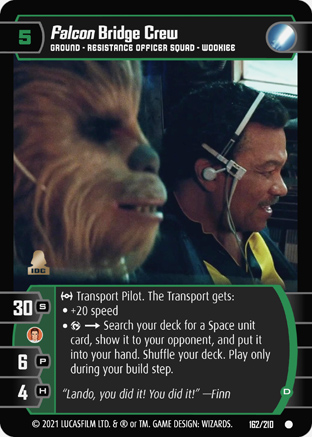 5
Falcon Bridge Crew
GROUND - RESISTANCE OFFICER SQUAD - WOOKIEE
IDC
30 S
6 P
4 H
Transport Pilot. The Transport gets:
• +20 speed
• → Search your deck for a Space unit
card, show it to your opponent, and put it
into your hand. Shuffle your deck. Play only
during your build step.
“Lando, you did it! You did it!” —Finn
D
© 2021 LUCASFILM LTD. & ® or TM. GAME DESIGN: WIZARDS. 162/210